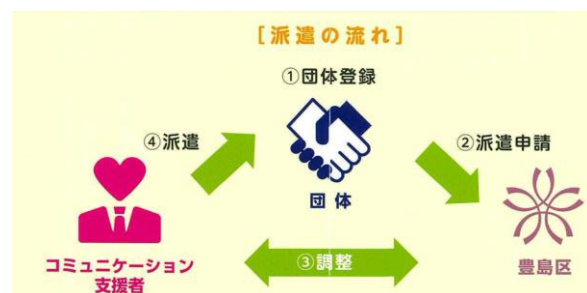 ［派遣の流れ］
①団体登録
④派遣
②派遣申請
団体
コミュニケーション
支援者
③調整
豊島区